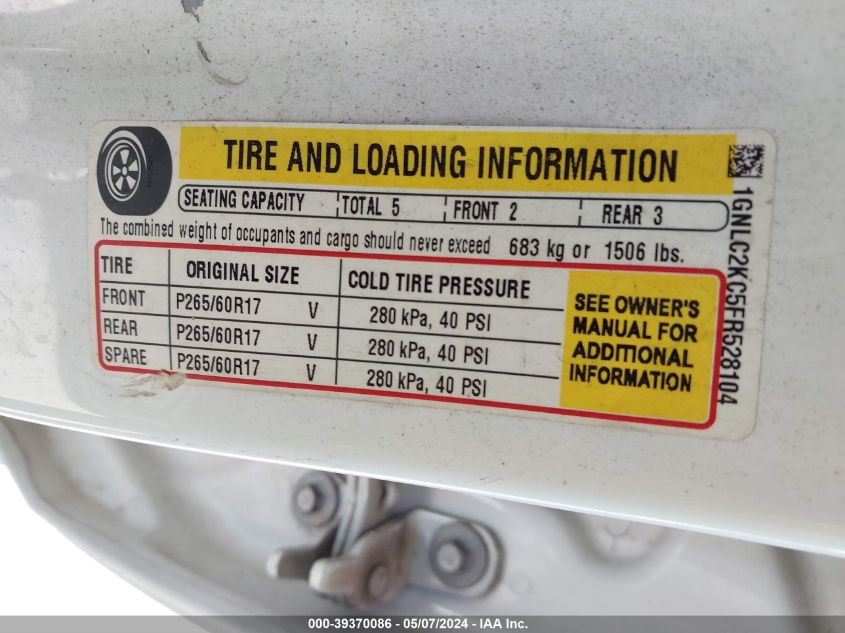 TIRE AND LOADING INFORMATION
SEATING CAPACITY TOTAL 5 FRONT 2 REAR 3
The combined weight of occupants and cargo should never exceed 683 kg or 1506 lbs.
TIRE ORIGINAL SIZE COLD TIRE PRESSURE
FRONT P265/60R17 V 280 kPa, 40 PSI
REAR P265/60R17 V 280 kPa, 40 PSI
SPARE P265/60R17 V 280 kPa, 40 PSI
SEE OWNER'S
MANUAL FOR
ADDITIONAL
INFORMATION
1GNLC2KC5FR528104
000-39370086 - 05/07/2024 - IAA Inc.